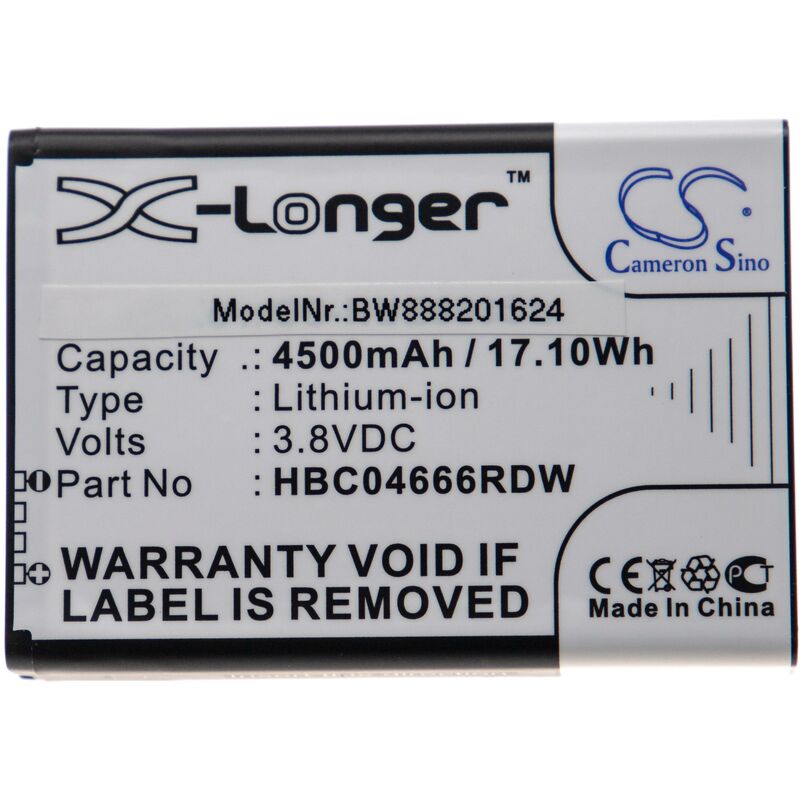 X-Longer™
CS®
Cameron Sino
ModelNr.:BW888201624
Capacity .: 4500mAh / 17.10Wh
Type : Lithium-ion
Volts : 3.8VDC
Part No : HBC04666RDW
WARRANTY VOID IF
LABEL IS REMOVED
CE PCT
Made In China